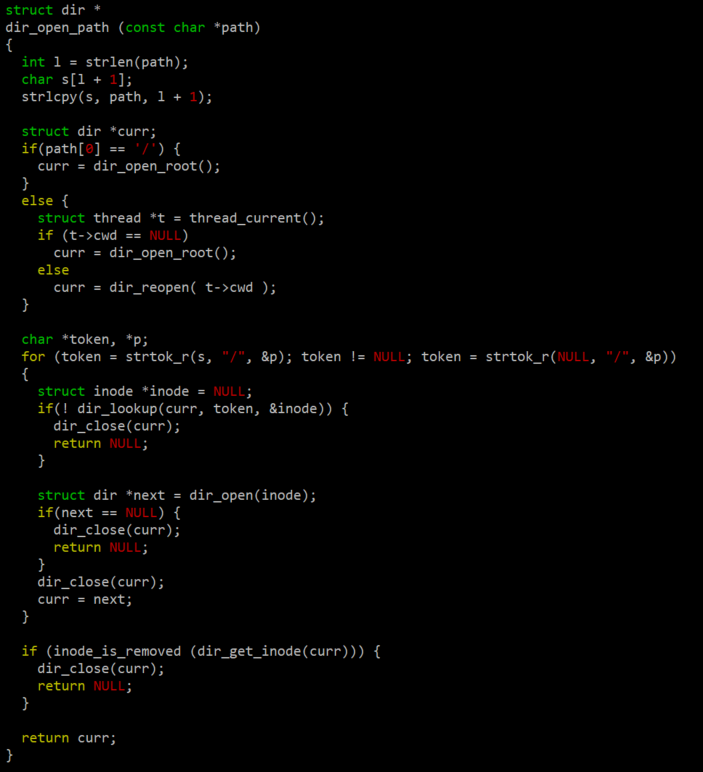 struct dir *
dir_open_path (const char *path)
{
  int l = strlen(path);
  char s[l + 1];
  strlcpy(s, path, l + 1);

  struct dir *curr;
  if(path[0] == '/') {
    curr = dir_open_root();
  }
  else {
    struct thread *t = thread_current();
    if (t->cwd == NULL)
      curr = dir_open_root();
    else
      curr = dir_reopen( t->cwd );
  }

  char *token, *p;
  for (token = strtok_r(s, "/", &p); token != NULL; token = strtok_r(NULL, "/", &p))
  {
    struct inode *inode = NULL;
    if(! dir_lookup(curr, token, &inode)) {
      dir_close(curr);
      return NULL;
    }

    struct dir *next = dir_open(inode);
    if(next == NULL) {
      dir_close(curr);
      return NULL;
    }
    dir_close(curr);
    curr = next;
  }

  if (inode_is_removed (dir_get_inode(curr))) {
    dir_close(curr);
    return NULL;
  }

  return curr;
}